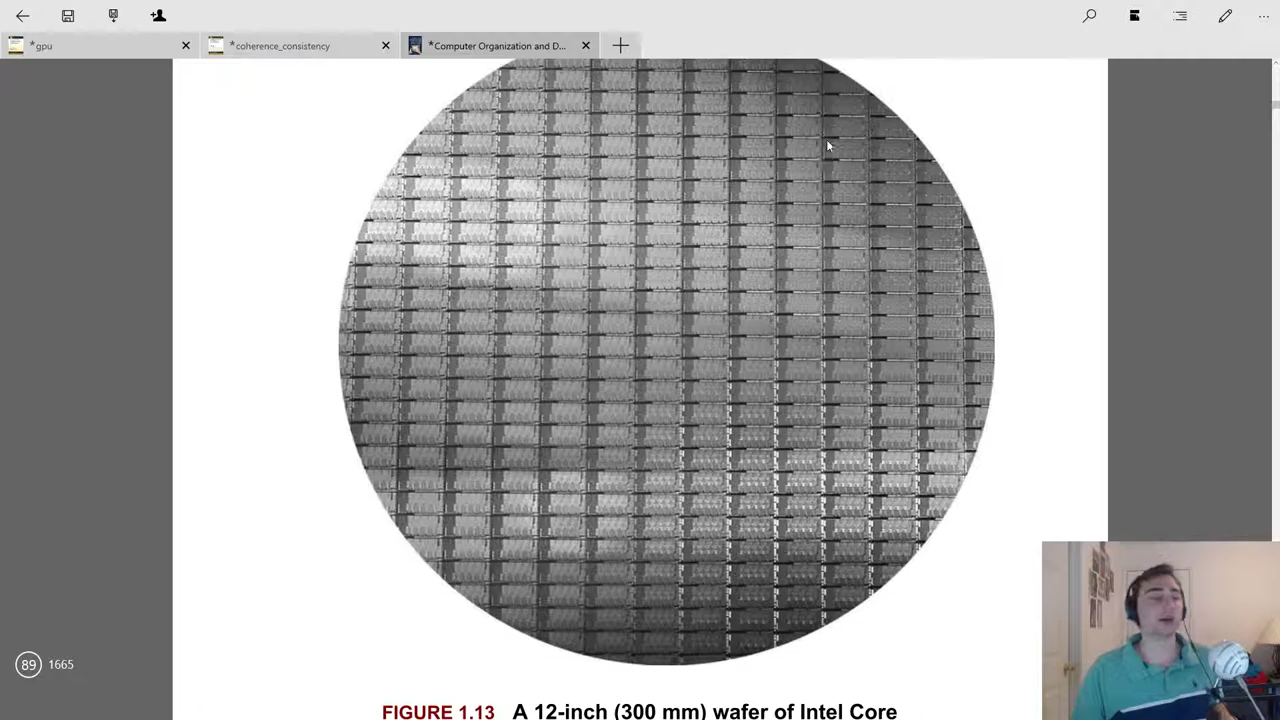 *gpu
*coherence_consistency
*Computer Organization and D...
89 1665
FIGURE 1.13 A 12-inch (300 mm) wafer of Intel Core